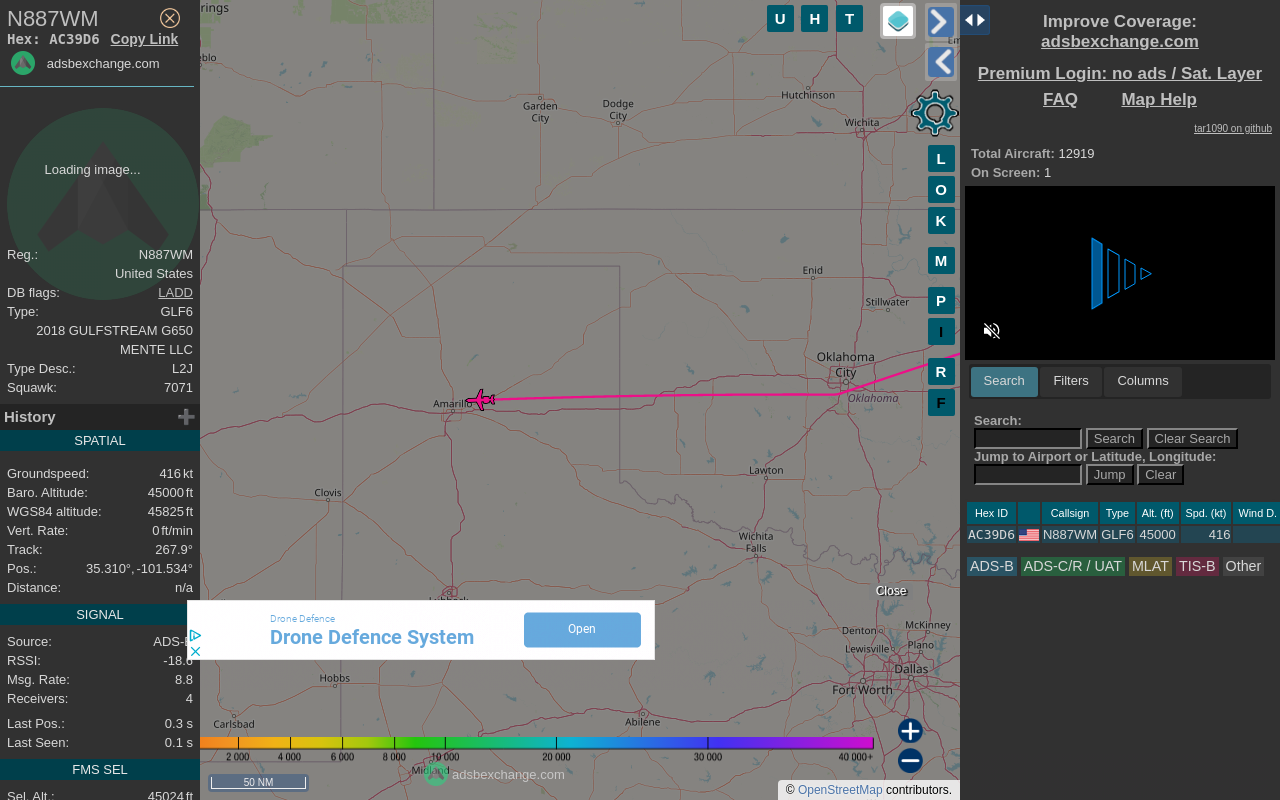 N887WM
Hex: AC39D6 Copy Link
adsbexchange.com
Loading image...
Reg.: N887WM
United States
DB flags: LADD
Type: GLF6
2018 GULFSTREAM G650
MENTE LLC
Type Desc.: L2J
Squawk: 7071
History
SPATIAL
Groundspeed: 416 kt
Baro. Altitude: 45000 ft
WGS84 altitude: 45825 ft
Vert. Rate: 0 ft/min
Track: 267.9°
Pos.: 35.310°, -101.534°
Distance: n/a
SIGNAL
Source: ADS-B
RSSI: -18.6
Msg. Rate: 8.8
Receivers: 4
Last Pos.: 0.3 s
Last Seen: 0.1 s
FMS SEL
Sel. Alt.: 45024 ft
U H T
L
O
K
M
P
I
R
F
Garden
City
Dodge
City
Hutchinson
Wichita
Enid
Stillwater
Oklahoma
City
Oklahoma
Amarillo
Clovis
Lawton
Wichita
Falls
Lubbock
Hobbs
Carlsbad
Midland
Abilene
Denton
McKinney
Lewisville
Plano
Dallas
Fort Worth
Close
Drone Defence
Drone Defence System
Open
2 000 4 000 6 000 8 000 10 000 20 000 30 000 40 000+
adsbexchange.com
50 NM
© OpenStreetMap contributors.
Improve Coverage:
adsbexchange.com
Premium Login: no ads / Sat. Layer
FAQ Map Help
tar1090 on github
Total Aircraft: 12919
On Screen: 1
Search Filters Columns
Search:
Search Clear Search
Jump to Airport or Latitude, Longitude:
Jump Clear
Hex ID Callsign Type Alt. (ft) Spd. (kt) Wind D.
AC39D6 N887WM GLF6 45000 416
ADS-B ADS-C/R / UAT MLAT TIS-B Other